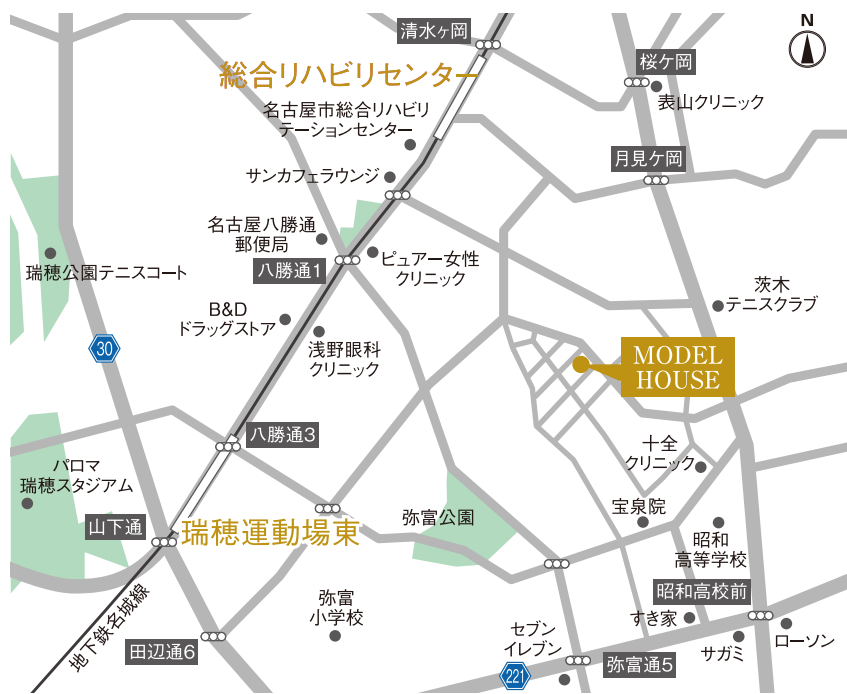 清水ヶ岡
N
総合リハビリセンター
桜ケ岡
表山クリニック
名古屋市総合リハビリ
テーションセンター
月見ケ岡
サンカフェラウンジ
名古屋八勝通
郵便局
ピュアー女性
クリニック
瑞穂公園テニスコート
八勝通1
茨木
テニスクラブ
B&D
ドラッグストア
30
浅野眼科
クリニック
MODEL
HOUSE
八勝通3
十全
クリニック
パロマ
瑞穂スタジアム
山下通
瑞穂運動場東
弥富公園
宝泉院
昭和
高等学校
地下鉄名城線
弥富
小学校
昭和高校前
すき家
セブン
イレブン
サガミ
ローソン
田辺通6
弥富通5
221